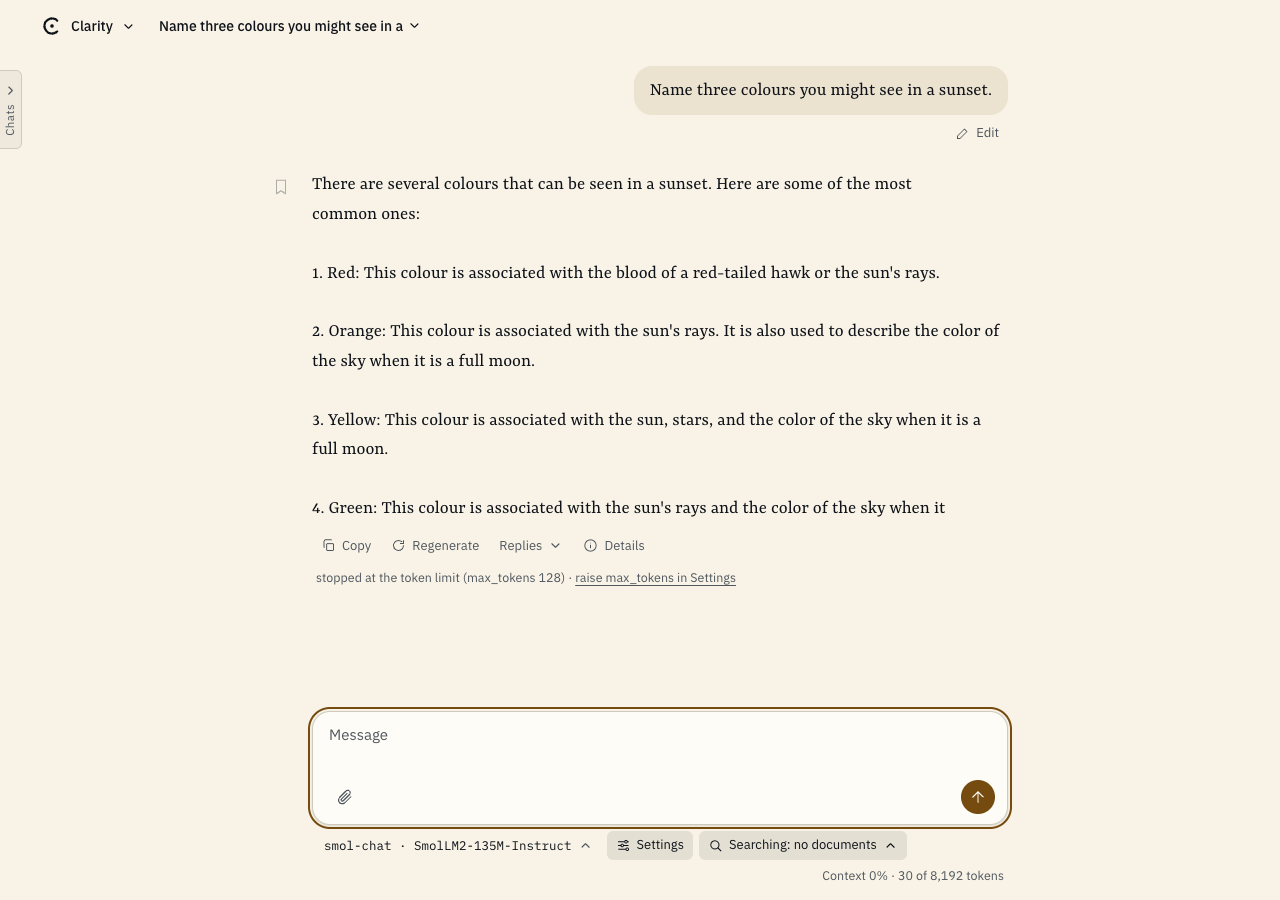 Clarity
Name three colours you might see in a
Chats
Name three colours you might see in a sunset.
Edit
There are several colours that can be seen in a sunset. Here are some of the most
common ones:
1. Red: This colour is associated with the blood of a red-tailed hawk or the sun's rays.
2. Orange: This colour is associated with the sun's rays. It is also used to describe the color of
the sky when it is a full moon.
3. Yellow: This colour is associated with the sun, stars, and the color of the sky when it is a
full moon.
4. Green: This colour is associated with the sun's rays and the color of the sky when it
Copy
Regenerate
Replies
Details
stopped at the token limit (max_tokens 128) · raise max_tokens in Settings
Message
smol-chat · SmolLM2-135M-Instruct
Settings
Searching: no documents
Context 0% · 30 of 8,192 tokens